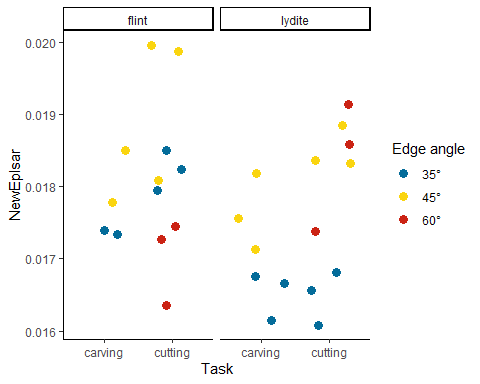 flint lydite
0.020
0.019
0.018
0.017
0.016
NewEplsar
carving cutting carving cutting
Task
Edge angle
35°
45°
60°